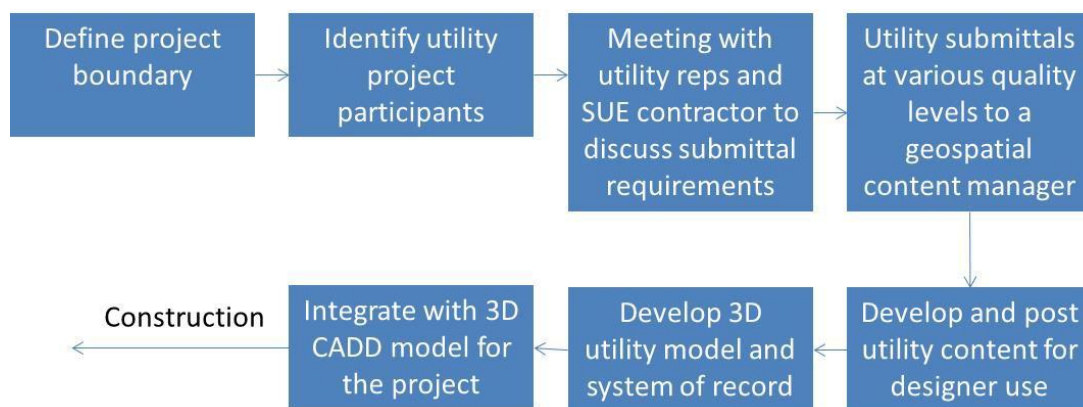 Define project
boundary
Identify utility
project
participants
Meeting with
utility reps and
SUE contractor to
discuss submittal
requirements
Utility submittals
at various quality
levels to a
geospatial
content manager
Develop and post
utility content for
designer use
Develop 3D
utility model and
system of record
Integrate with 3D
CADD model for
the project
Construction